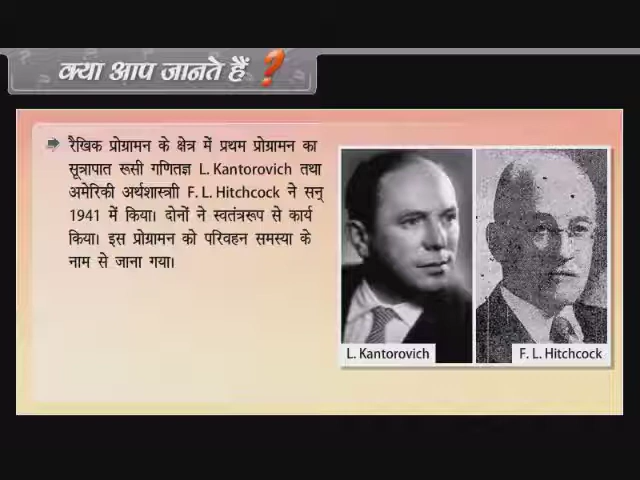 क्या आप जानते हैं ?
रैखिक प्रोग्रामन के क्षेत्र में प्रथम प्रोग्रामन का
सूत्रापात रूसी गणितज्ञ L. Kantorovich तथा
अमेरिकी अर्थशास्त्राी F. L. Hitchcock ने सन्
1941 में किया। दोनों ने स्वतंत्ररूप से कार्य
किया। इस प्रोग्रामन को परिवहन समस्या के
नाम से जाना गया।
L. Kantorovich
F. L. Hitchcock